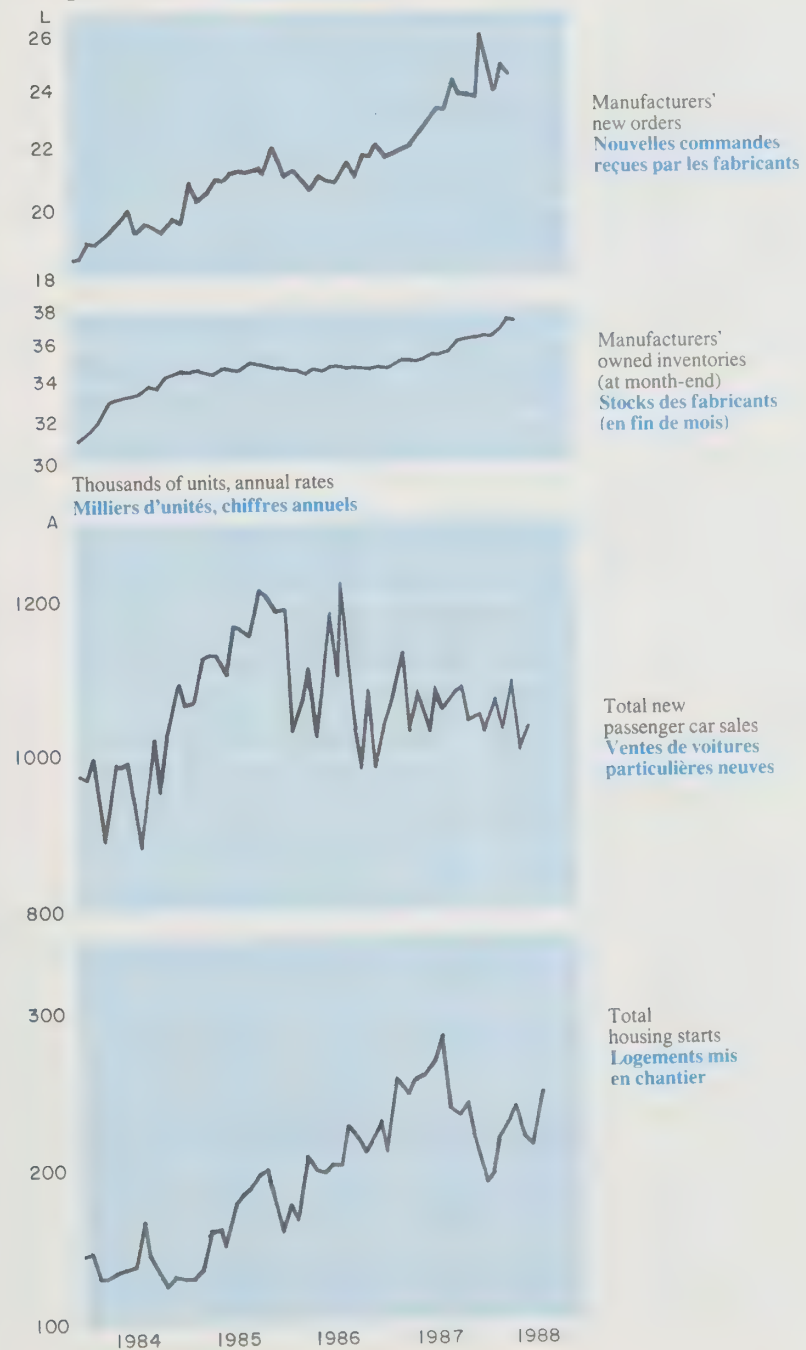 L
26
24
22
20
18
Manufacturers'
new orders
Nouvelles commandes
reçues par les fabricants
38
36
34
32
30
Manufacturers'
owned inventories
(at month-end)
Stocks des fabricants
(en fin de mois)
Thousands of units, annual rates
Milliers d'unités, chiffres annuels
A
1200
1000
800
Total new
passenger car sales
Ventes de voitures
particulières neuves
300
200
100
Total
housing starts
Logements mis
en chantier
1984 1985 1986 1987 1988